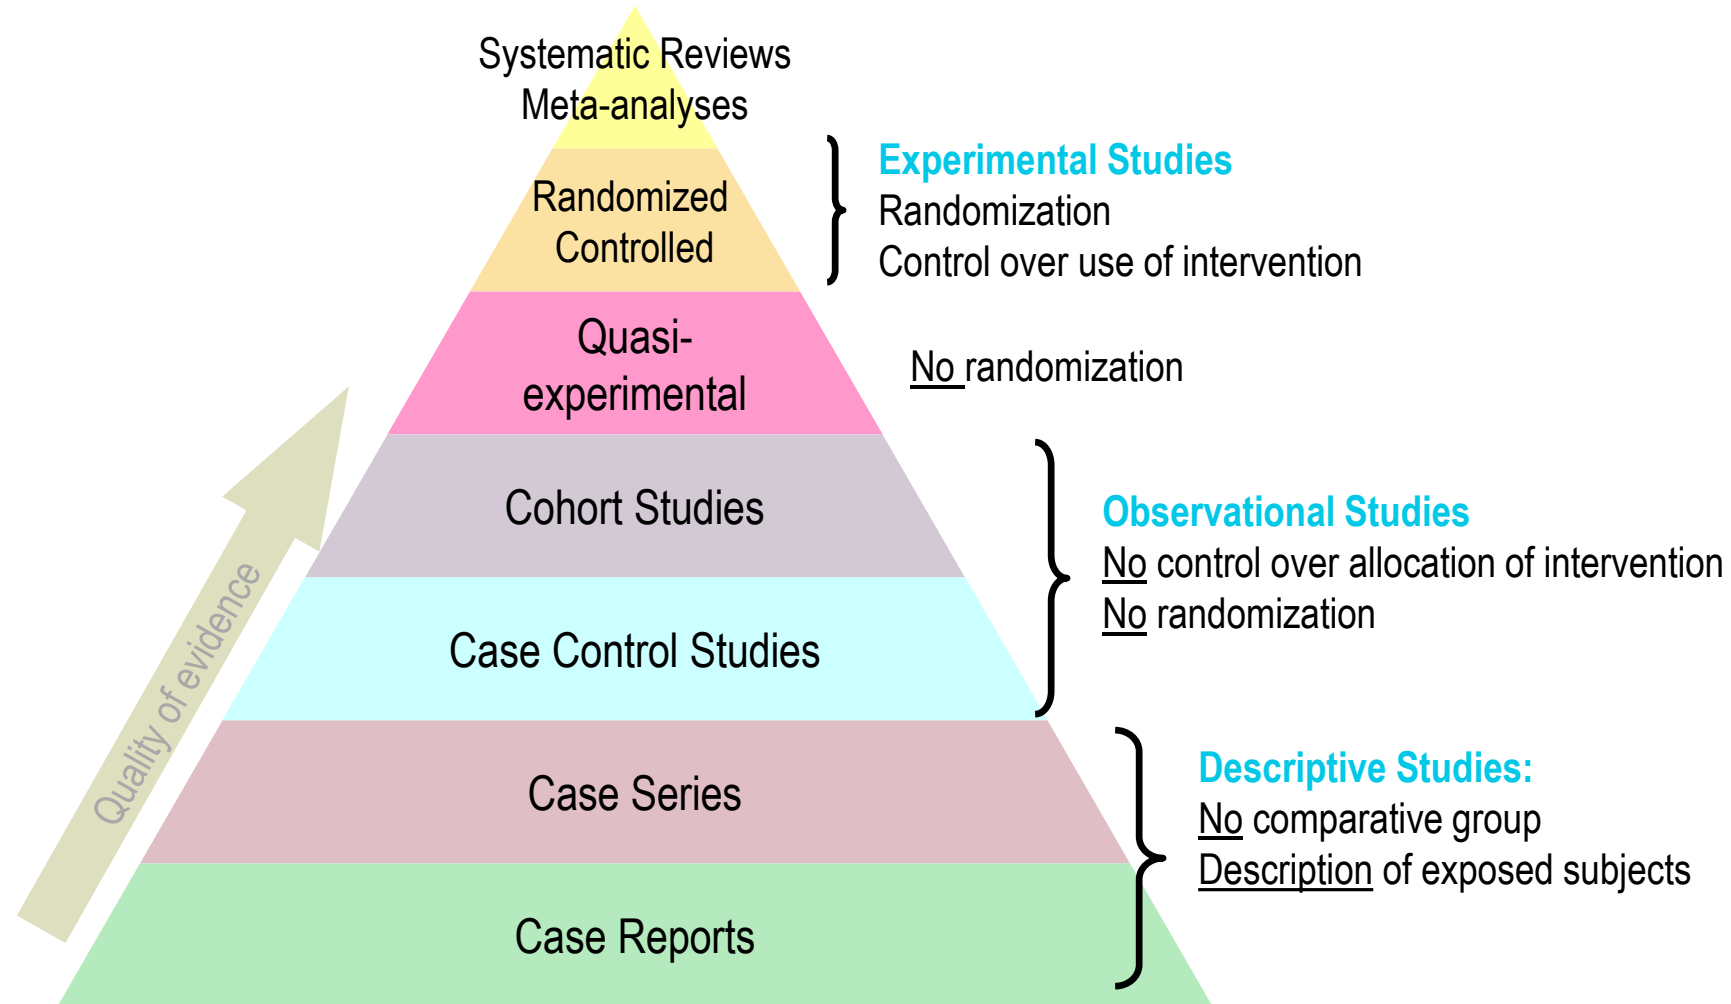 Systematic Reviews
Meta-analyses
Randomized
Controlled
Experimental Studies
Randomization
Control over use of intervention
Quasi-
experimental
No randomization
Cohort Studies
Case Control Studies
Observational Studies
No control over allocation of intervention
No randomization
Case Series
Case Reports
Descriptive Studies:
No comparative group
Description of exposed subjects
Quality of evidence